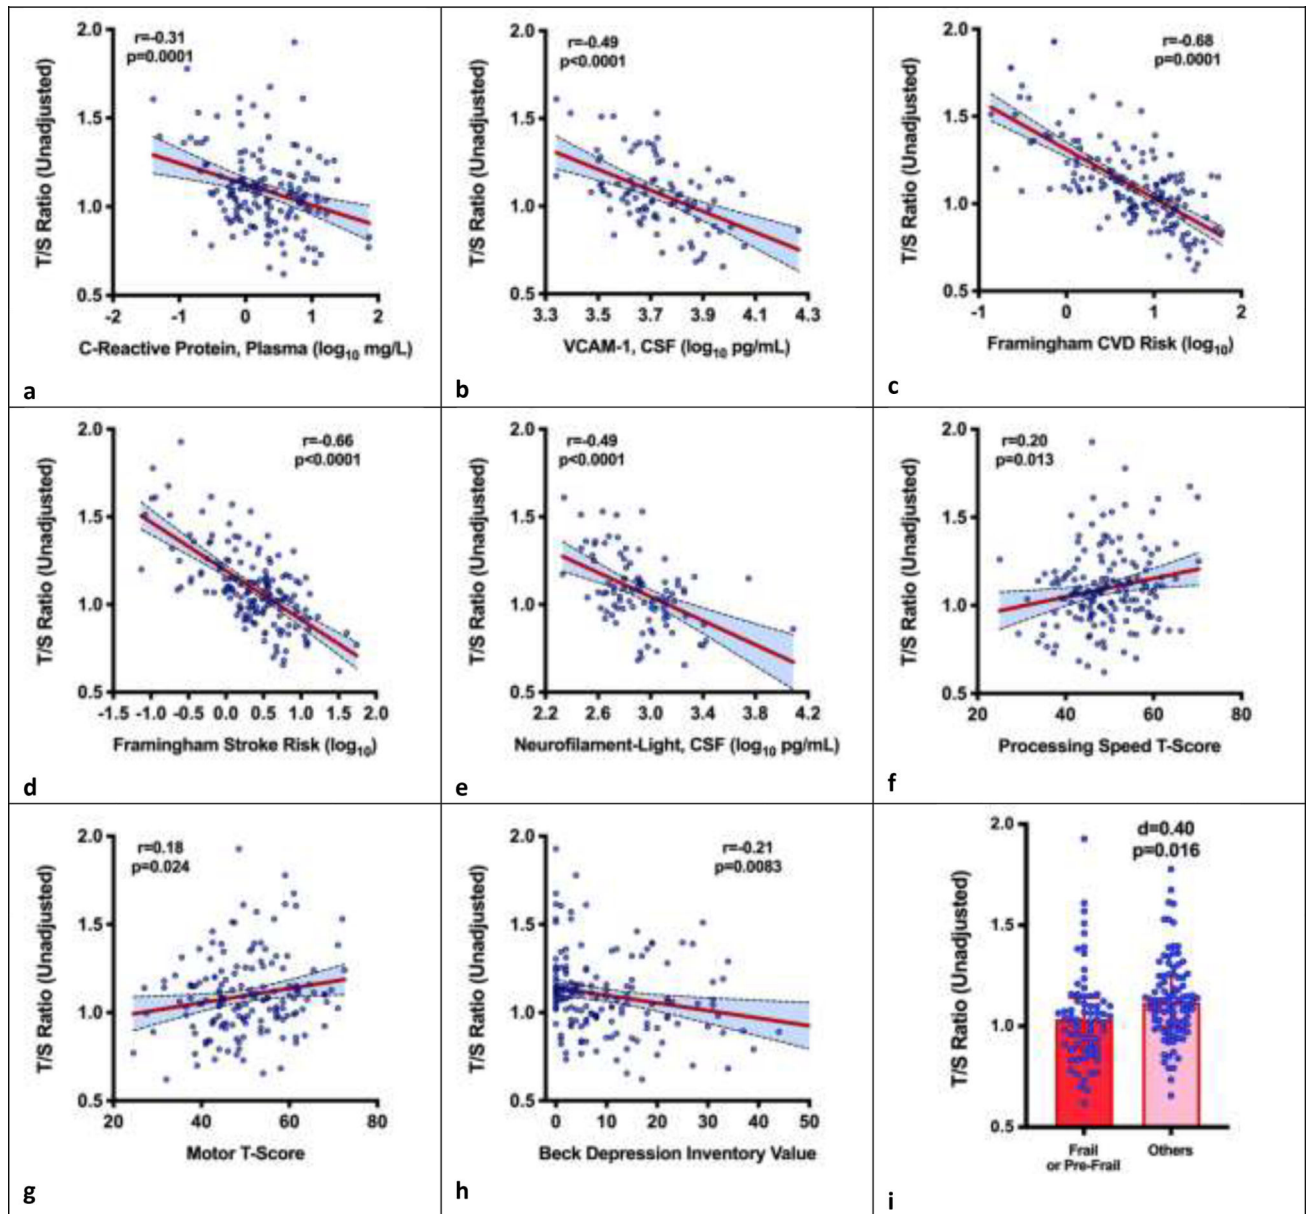 2.0
r=-0.31
p=0.0001
1.5
1.0
0.5
T/S Ratio (Unadjusted)
-2 -1 0 1 2
C-Reactive Protein, Plasma (log10 mg/L)
a
2.0
r=-0.49
p<0.0001
1.5
1.0
0.5
T/S Ratio (Unadjusted)
3.3 3.5 3.7 3.9 4.1 4.3
VCAM-1, CSF (log10 pg/mL)
b
2.0
r=-0.68
p=0.0001
1.5
1.0
0.5
T/S Ratio (Unadjusted)
-1 0 1 2
Framingham CVD Risk (log10)
c
2.0
r=-0.66
p<0.0001
1.5
1.0
0.5
T/S Ratio (Unadjusted)
-1.5 -1.0 -0.5 0.0 0.5 1.0 1.5 2.0
Framingham Stroke Risk (log10)
d
2.0
r=-0.49
p<0.0001
1.5
1.0
0.5
T/S Ratio (Unadjusted)
2.2 2.6 3.0 3.4 3.8 4.2
Neurofilament-Light, CSF (log10 pg/mL)
e
2.0
r=0.20
p=0.013
1.5
1.0
0.5
T/S Ratio (Unadjusted)
20 40 60 80
Processing Speed T-Score
f
2.0
r=0.18
p=0.024
1.5
1.0
0.5
T/S Ratio (Unadjusted)
20 40 60 80
Motor T-Score
g
2.0
r=-0.21
p=0.0083
1.5
1.0
0.5
T/S Ratio (Unadjusted)
0 10 20 30 40 50
Beck Depression Inventory Value
h
2.0
d=0.40
p=0.016
1.5
1.0
0.5
T/S Ratio (Unadjusted)
Frail
or Pre-Frail
Others
i